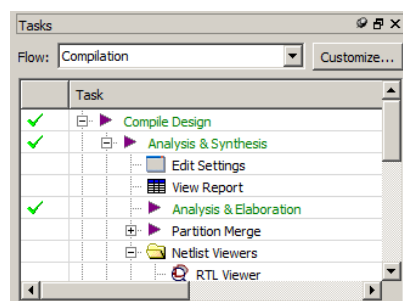 Tasks
Flow: Compilation Customize...
Task
Compile Design
Analysis & Synthesis
Edit Settings
View Report
Analysis & Elaboration
Partition Merge
Netlist Viewers
RTL Viewer